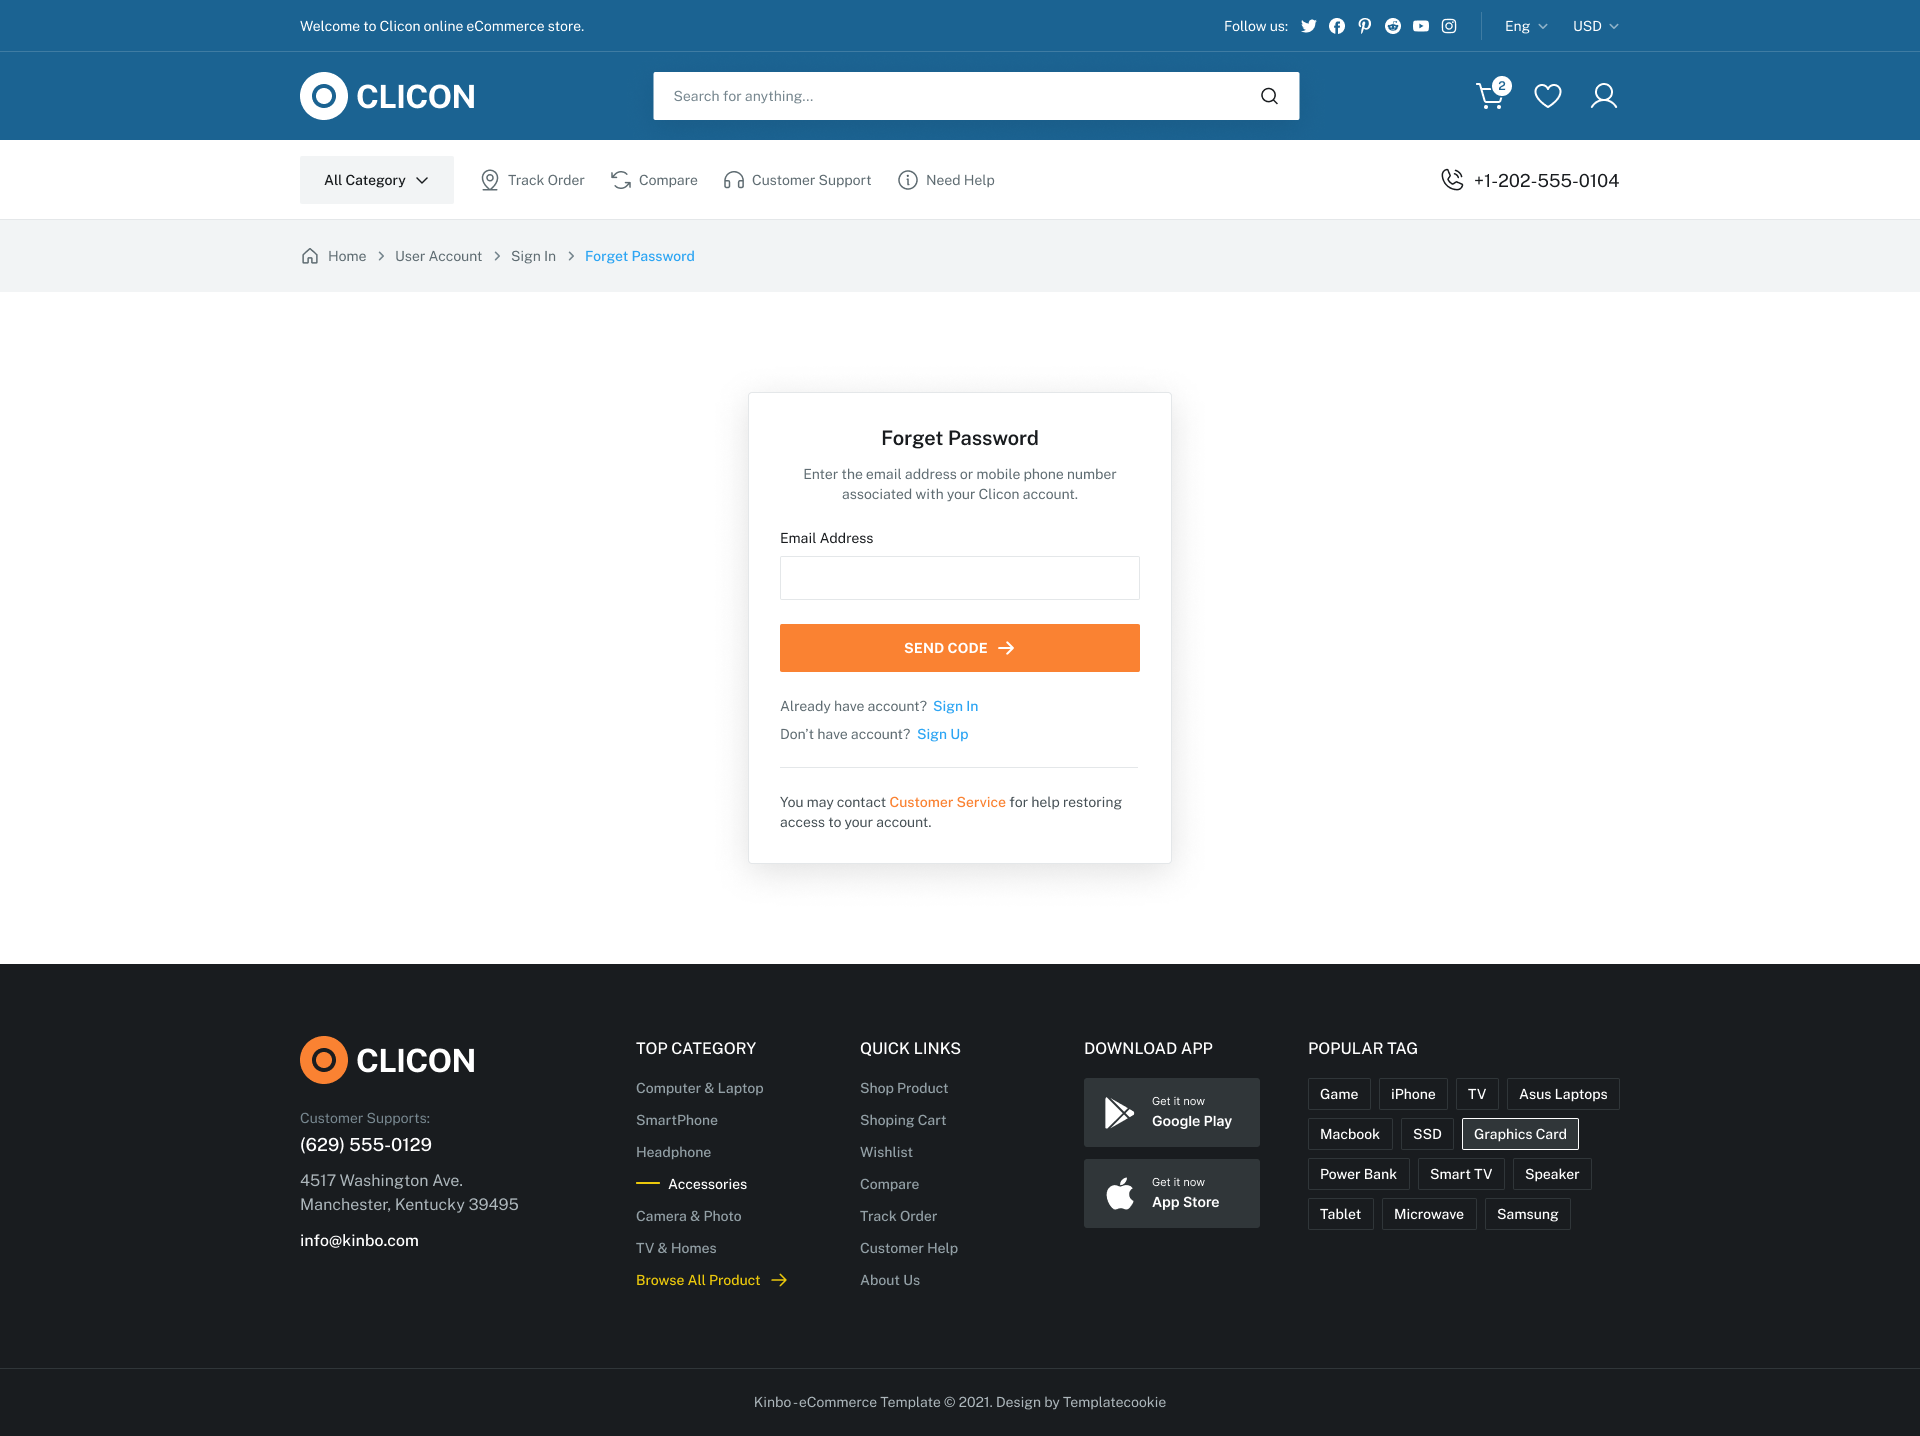 Welcome to Clicon online eCommerce store.
Follow us:
Eng
USD
CLICON
Search for anything...
2
All Category
Track Order
Compare
Customer Support
Need Help
+1-202-555-0104
Home
User Account
Sign In
Forget Password
Forget Password
Enter the email address or mobile phone number
associated with your Clicon account.
Email Address
SEND CODE
Already have account? Sign In
Don't have account? Sign Up
You may contact Customer Service for help restoring
access to your account.
CLICON
Customer Supports:
(629) 555-0129
4517 Washington Ave.
Manchester, Kentucky 39495
info@kinbo.com
TOP CATEGORY
Computer & Laptop
SmartPhone
Headphone
Accessories
Camera & Photo
TV & Homes
Browse All Product
QUICK LINKS
Shop Product
Shoping Cart
Wishlist
Compare
Track Order
Customer Help
About Us
DOWNLOAD APP
Get it now
Google Play
Get it now
App Store
POPULAR TAG
Game iPhone TV Asus Laptops
Macbook SSD Graphics Card
Power Bank Smart TV Speaker
Tablet Microwave Samsung
Kinbo - eCommerce Template © 2021. Design by Templatecookie